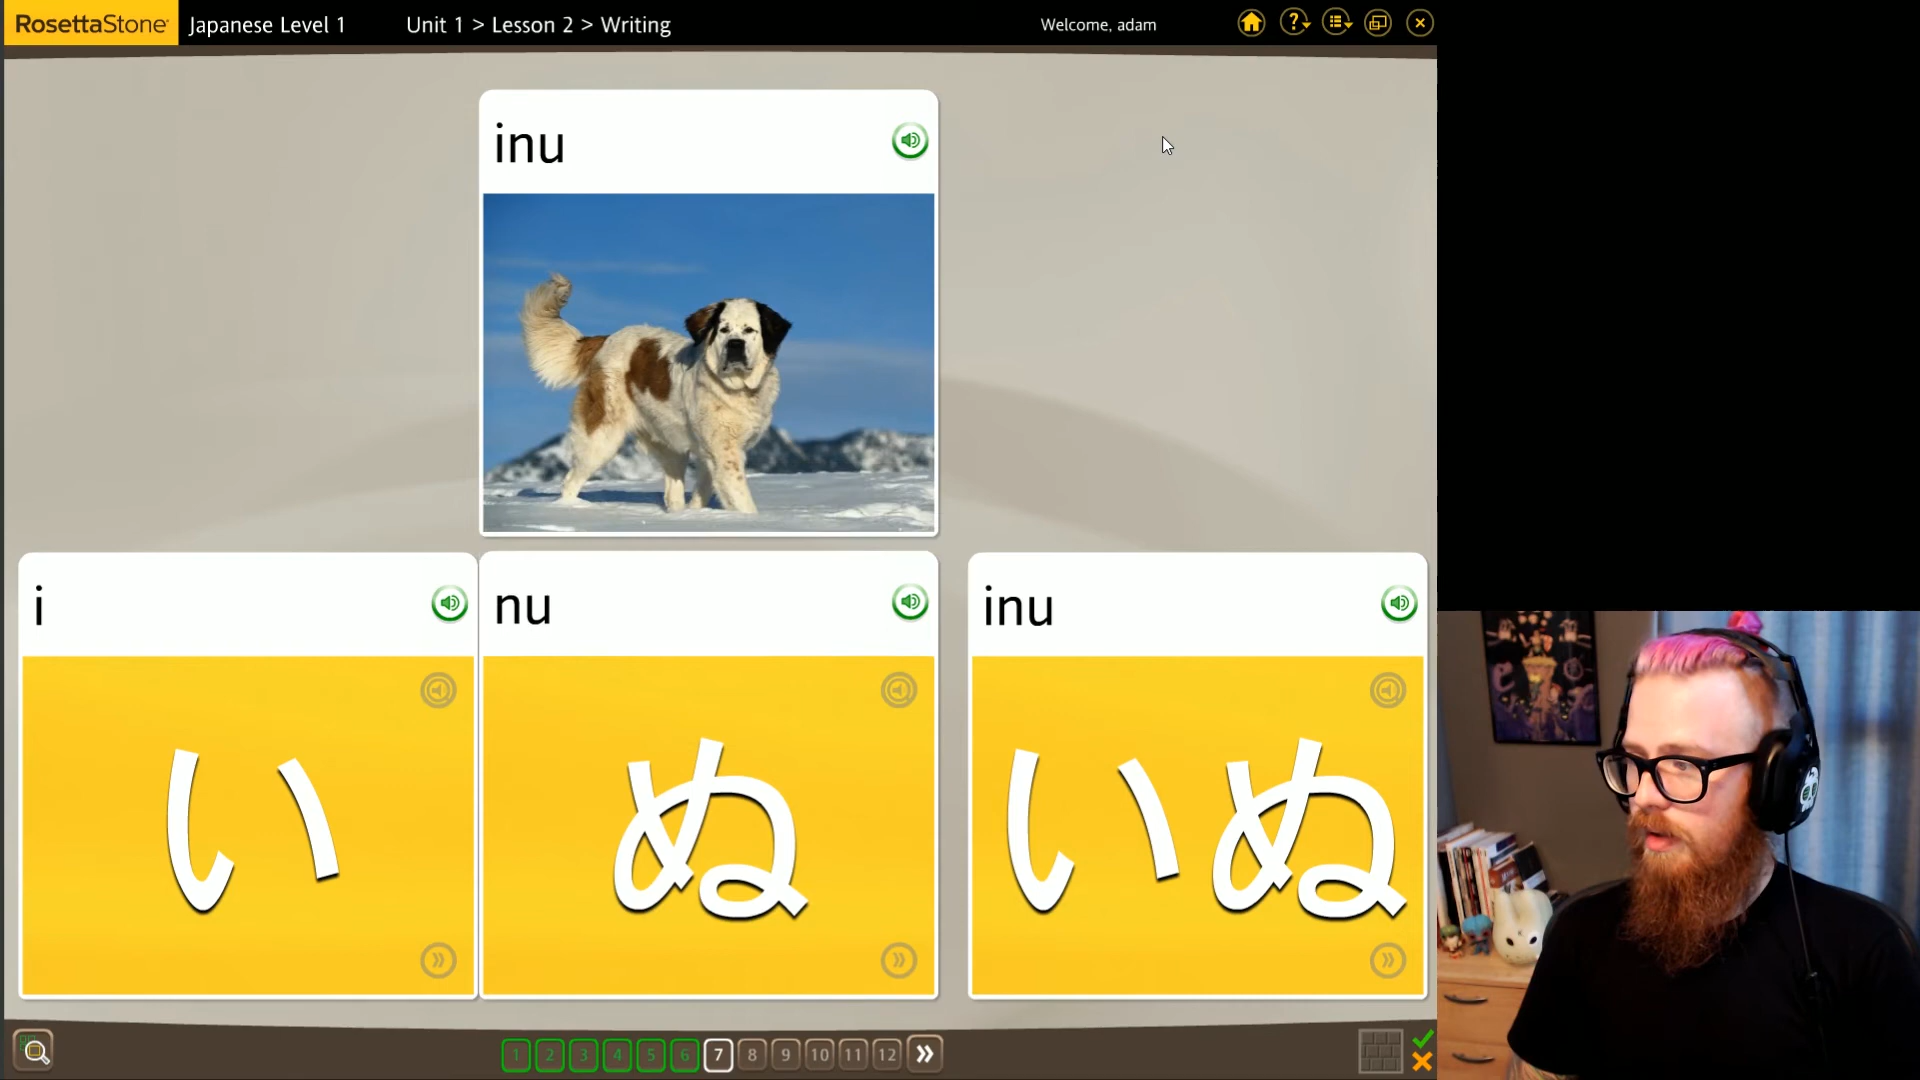 RosettaStone
Japanese Level 1
Unit 1 > Lesson 2 > Writing
Welcome, adam
inu
i
nu
inu
い
ぬ
いぬ
1 2 3 4 5 6 7 8 9 10 11 12